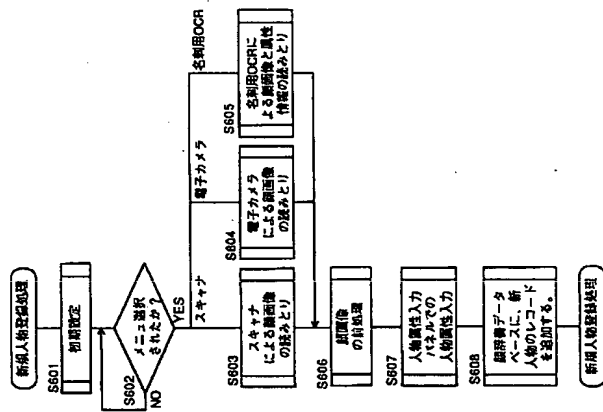 新規人物登録処理
S601
初期設定
S602
メニュ選択
されたか?
NO
YES
スキャナ
電子カメラ
名刺用OCR
S603
スキャナ
による顔画像
の読みとり
S604
電子カメラ
による顔画像
の読みとり
S605
名刺用OCRに
よる顔画像と属性
情報の読みとり
S606
顔画像
の前処理
S607
人物属性入力
パネルでの
人物属性入力
S608
顔辞書データ
ベースに、新
人物のレコード
を追加する。
新規人物登録処理